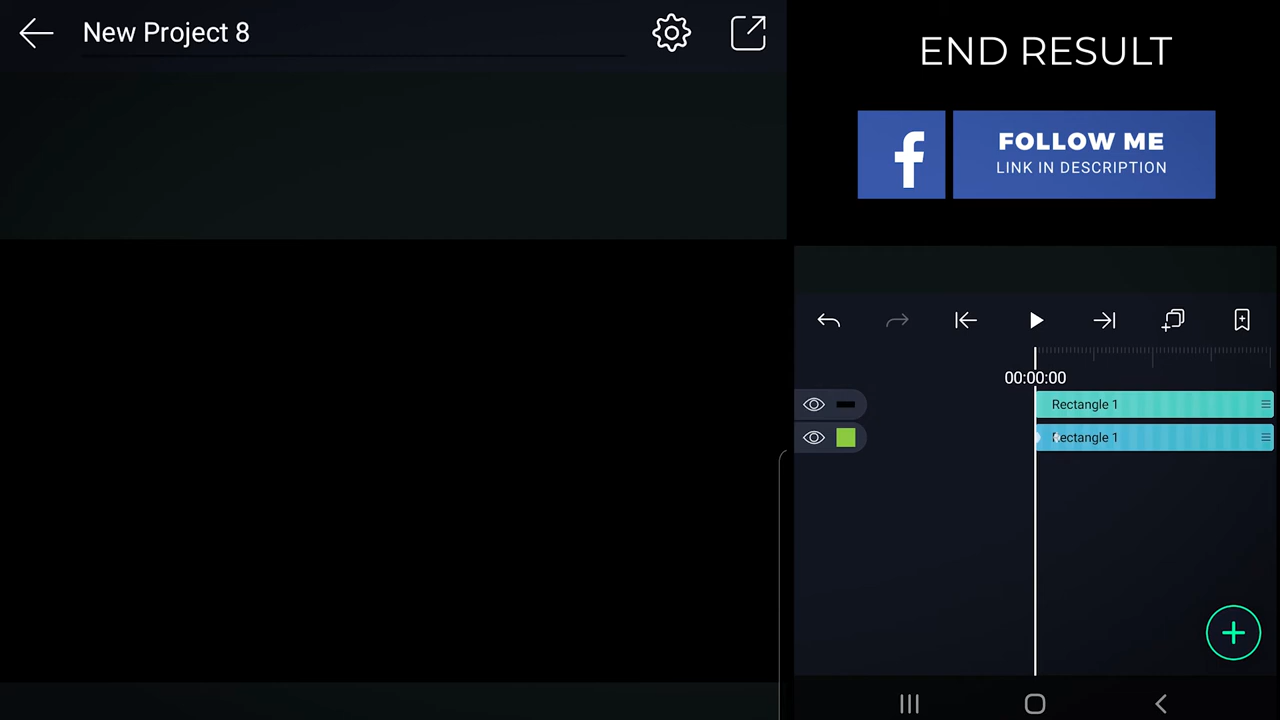 New Project 8
END RESULT
f
FOLLOW ME
LINK IN DESCRIPTION
00:00:00
Rectangle 1
Rectangle 1